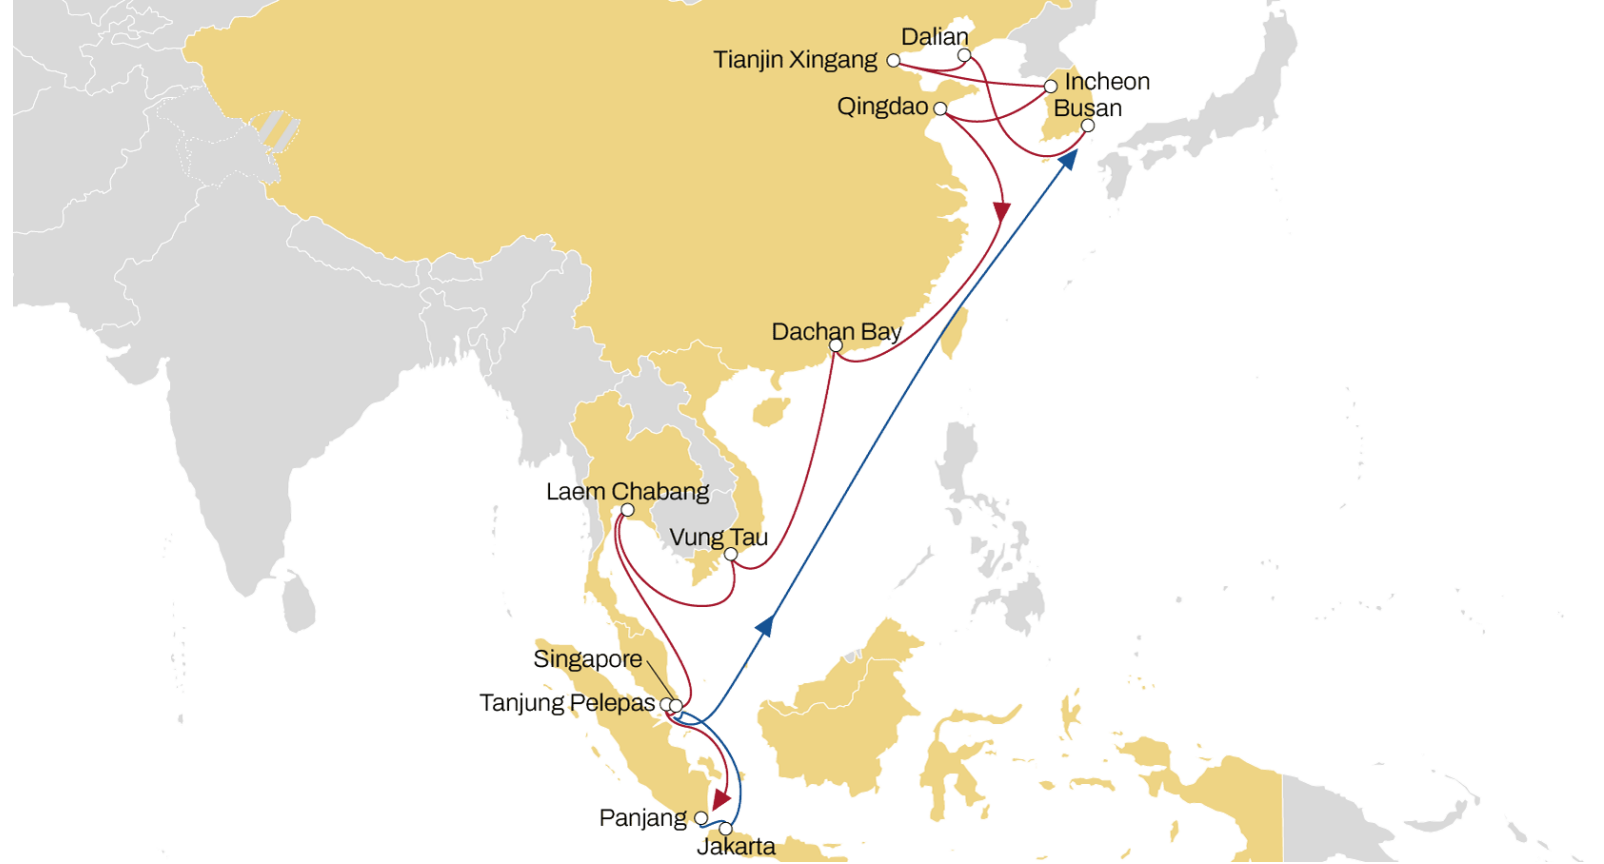 Dalian
Tianjin Xingang
Incheon
Qingdao
Busan
Dachan Bay
Laem Chabang
Vung Tau
Singapore
Tanjung Pelepas
Panjang
Jakarta